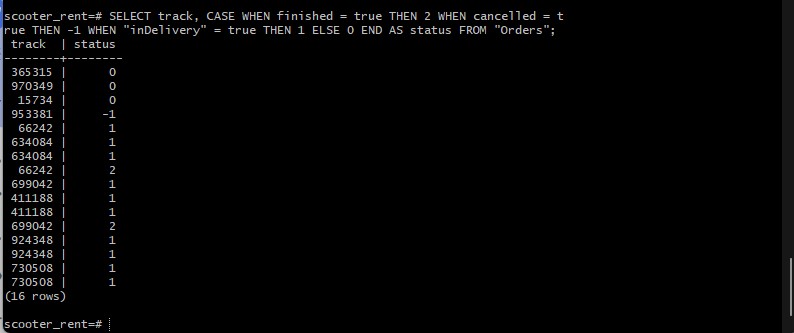 scooter_rent=# SELECT track, CASE WHEN finished = true THEN 2 WHEN cancelled = t
rue THEN -1 WHEN "inDelivery" = true THEN 1 ELSE 0 END AS status FROM "Orders";
 track  | status
--------+--------
 365315 |      0
 970349 |      0
  15734 |      0
 953381 |     -1
  66242 |      1
 634084 |      1
 634084 |      1
  66242 |      2
 699042 |      1
 411188 |      1
 411188 |      1
 699042 |      2
 924348 |      1
 924348 |      1
 730508 |      1
 730508 |      1
(16 rows)

scooter_rent=#